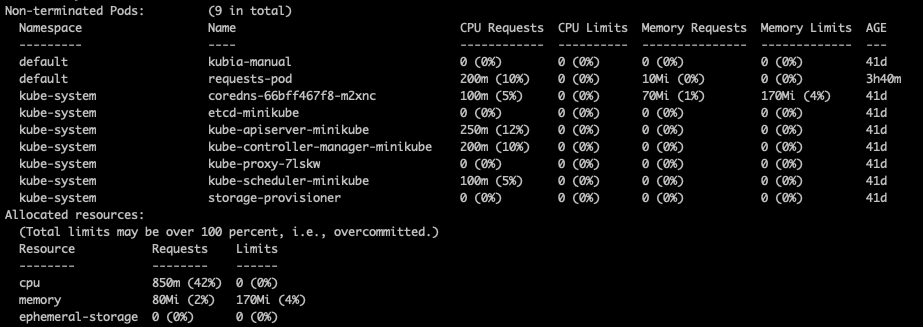 Non-terminated Pods:         (9 in total)
  Namespace                  Name                                CPU Requests  CPU Limits  Memory Requests  Memory Limits  AGE
  ---------                  ----                                ------------  ----------  ---------------  -------------  ---
  default                    kubia-manual                        0 (0%)        0 (0%)      0 (0%)           0 (0%)         41d
  default                    requests-pod                        200m (10%)    0 (0%)      10Mi (0%)        0 (0%)         3h40m
  kube-system                coredns-66bff467f8-m2xnc            100m (5%)     0 (0%)      70Mi (1%)        170Mi (4%)     41d
  kube-system                etcd-minikube                       0 (0%)        0 (0%)      0 (0%)           0 (0%)         41d
  kube-system                kube-apiserver-minikube             250m (12%)    0 (0%)      0 (0%)           0 (0%)         41d
  kube-system                kube-controller-manager-minikube    200m (10%)    0 (0%)      0 (0%)           0 (0%)         41d
  kube-system                kube-proxy-7lskw                    0 (0%)        0 (0%)      0 (0%)           0 (0%)         41d
  kube-system                kube-scheduler-minikube             100m (5%)     0 (0%)      0 (0%)           0 (0%)         41d
  kube-system                storage-provisioner                 0 (0%)        0 (0%)      0 (0%)           0 (0%)         41d
Allocated resources:
  (Total limits may be over 100 percent, i.e., overcommitted.)
  Resource           Requests   Limits
  --------           --------   ------
  cpu                850m (42%) 0 (0%)
  memory             80Mi (2%)  170Mi (4%)
  ephemeral-storage  0 (0%)     0 (0%)